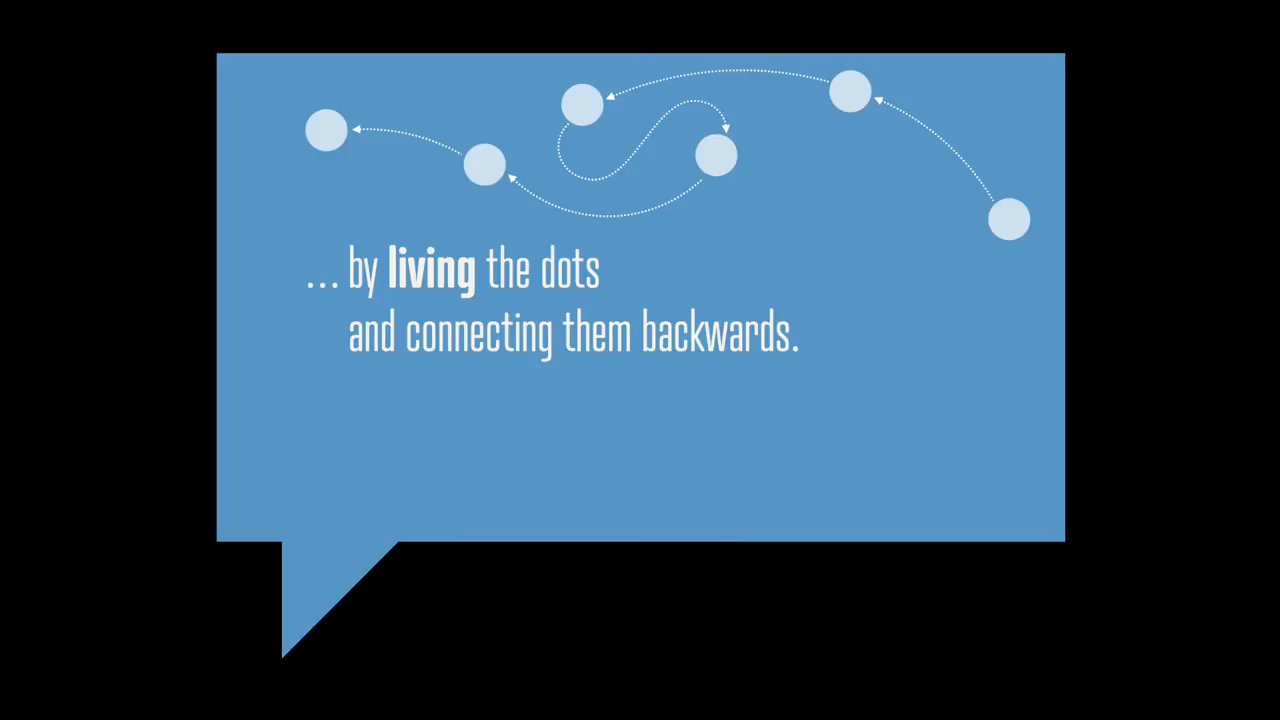 ... by living the dots
and connecting them backwards.